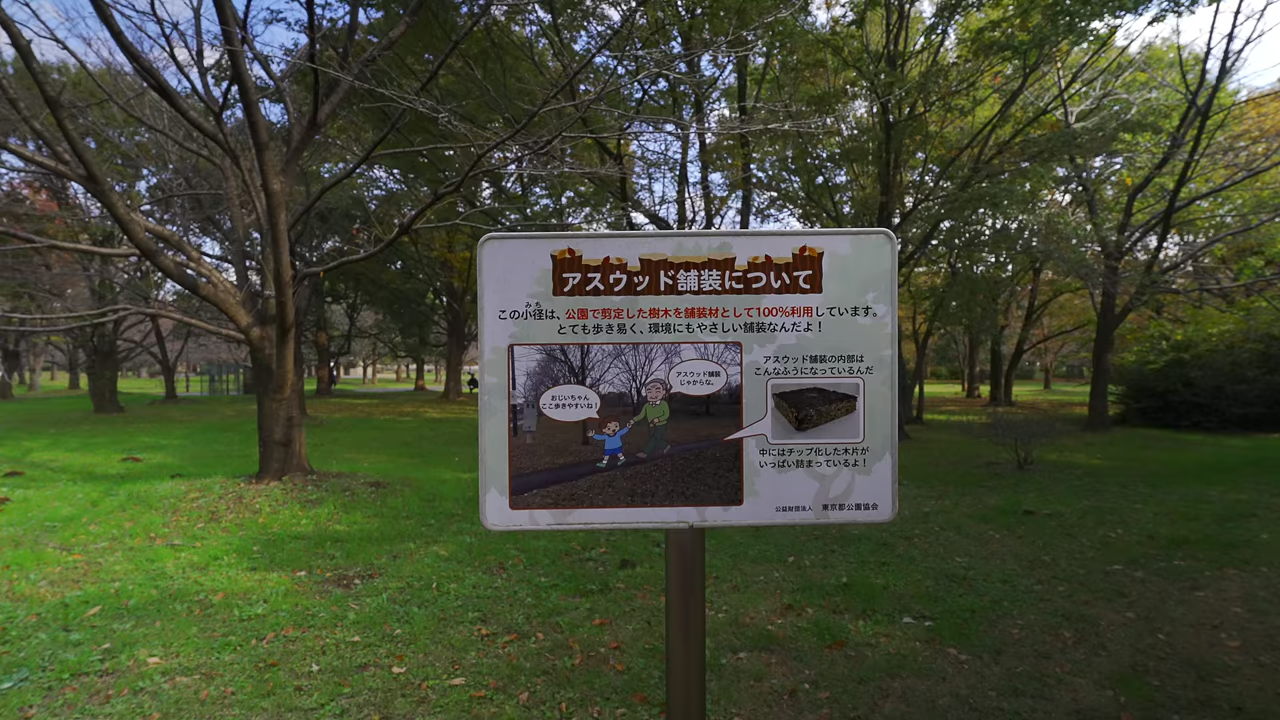 アスウッド舗装について
みち
この小径は、公園で剪定した樹木を舗装材として100%利用しています。
とても歩き易く、環境にもやさしい舗装なんだよ！
おじいちゃん
ここ歩きやすいね！
アスウッド舗装
じゃからな。
アスウッド舗装の内部は
こんなふうになっているんだ
中にはチップ化した木片が
いっぱい詰まっているよ！
公益財団法人 東京都公園協会